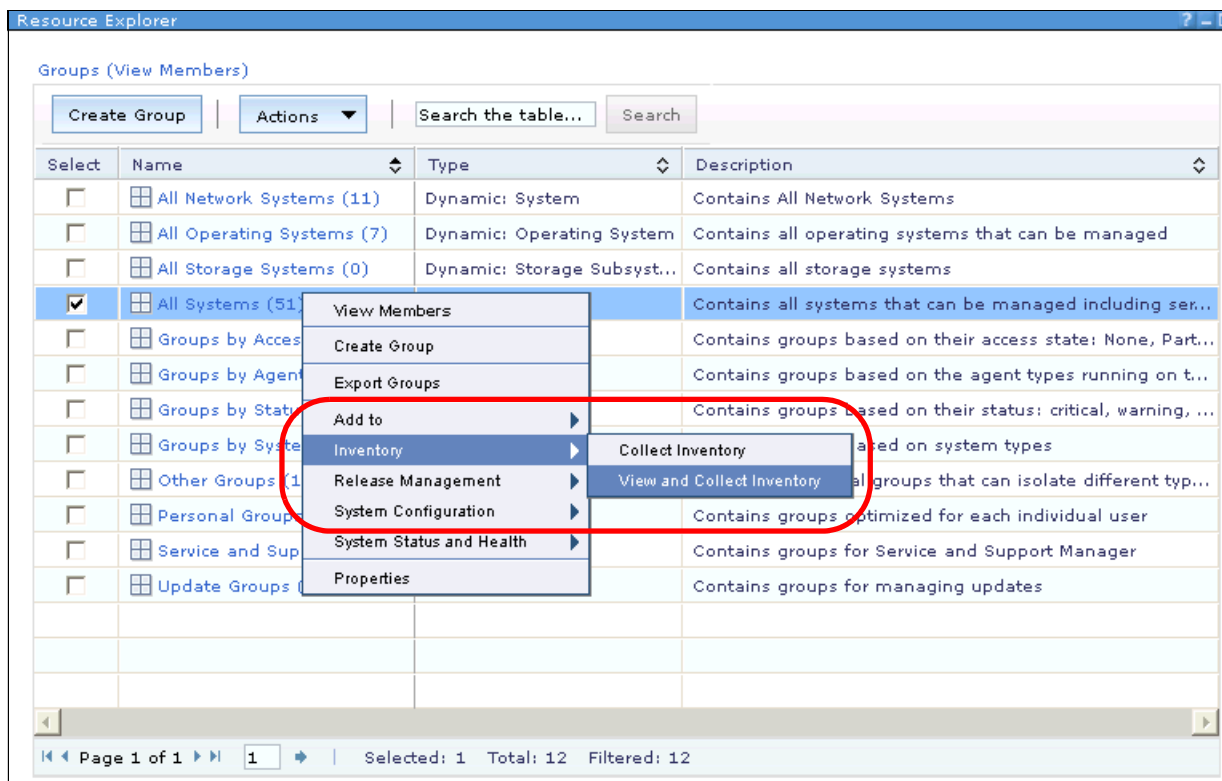 Resource Explorer ? –
Groups (View Members)
Create Group Actions Search the table... Search
Select Name Type Description
All Network Systems (11) Dynamic: System Contains All Network Systems
All Operating Systems (7) Dynamic: Operating System Contains all operating systems that can be managed
All Storage Systems (0) Dynamic: Storage Subsyst... Contains all storage systems
All Systems (51) Contains all systems that can be managed including ser...
View Members
Groups by Acces Contains groups based on their access state: None, Part...
Create Group
Groups by Agent Contains groups based on the agent types running on t...
Export Groups
Groups by Statu Contains groups based on their status: critical, warning, ...
Add to
Groups by Syste ased on system types
Inventory Collect Inventory
Other Groups (1 al groups that can isolate different typ...
Release Management View and Collect Inventory
Personal Group Contains groups optimized for each individual user
System Configuration
Service and Sup Contains groups for Service and Support Manager
System Status and Health
Update Groups ( Contains groups for managing updates
Properties
Page 1 of 1 1 Selected: 1 Total: 12 Filtered: 12